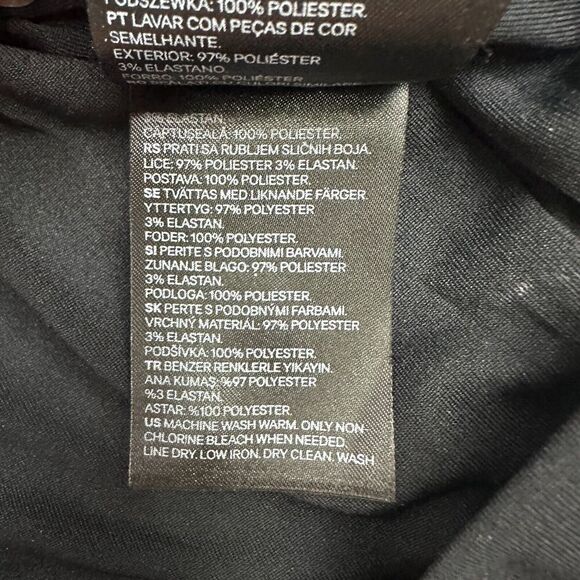 PODSZEWKA: 100% POLIESTER.
PT LAVAR COM PEÇAS DE COR
SEMELHANTE.
EXTERIOR: 97% POLIÉSTER
3% ELASTANO
FORRO: 100% POLIÉSTER
3% ELASTAN.
CAPTUSEALĂ: 100% POLIESTER.
RS PRATI SA RUBLJEM SLIČNIH BOJA.
LICE: 97% POLIESTER 3% ELASTAN.
POSTAVA: 100% POLIESTER.
SE TVÄTTAS MED LIKNANDE FÄRGER.
YTTERTYG: 97% POLYESTER
3% ELASTAN.
FODER: 100% POLYESTER.
SI PERITE S PODOBNIMI BARVAMI.
ZUNANJE BLAGO: 97% POLIESTER
3% ELASTAN.
PODLOGA: 100% POLIESTER.
SK PERTE S PODOBNÝMI FARBAMI.
VRCHNÝ MATERIÁL: 97% POLYESTER
3% ELASTAN.
PODŠÍVKA: 100% POLYESTER.
TR BENZER RENKLERLE YIKAYIN.
ANA KUMAŞ: %97 POLYESTER
%3 ELASTAN.
ASTAR: %100 POLYESTER.
US MACHINE WASH WARM. ONLY NON-
CHLORINE BLEACH WHEN NEEDED.
LINE DRY. LOW IRON. DRY CLEAN. WASH